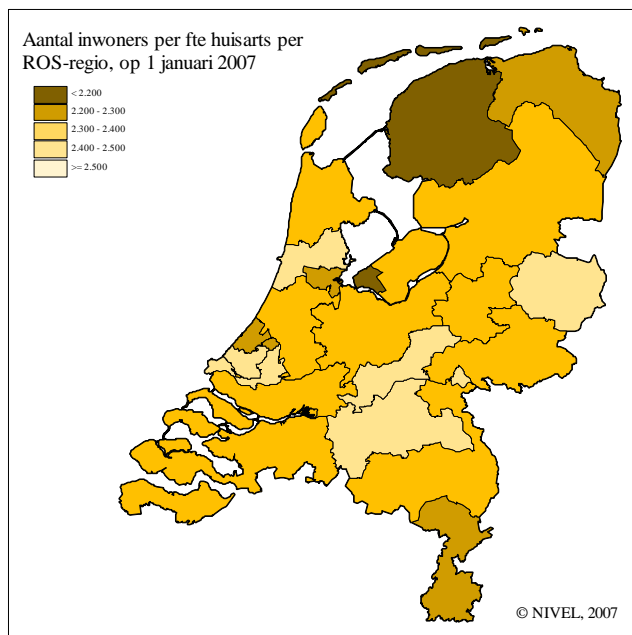 Aantal inwoners per fte huisarts per
ROS-regio, op 1 januari 2007
< 2.200
2.200 - 2.300
2.300 - 2.400
2.400 - 2.500
>= 2.500
© NIVEL, 2007